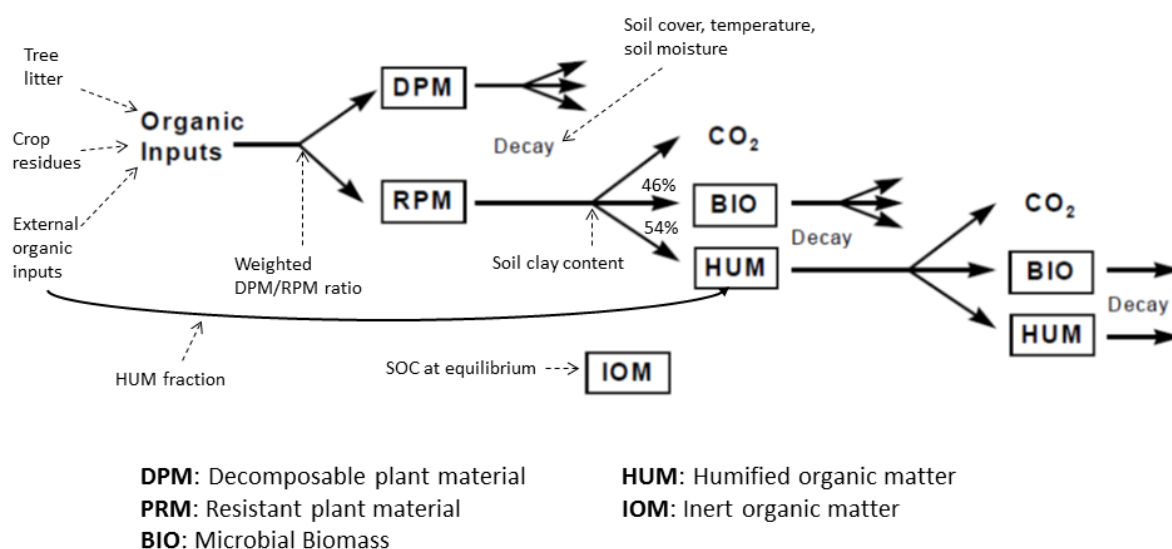 Tree
litter
Crop
residues
External
organic
inputs
Organic
Inputs
DPM
RPM
Weighted
DPM/RPM ratio
HUM fraction
Soil cover, temperature,
soil moisture
Decay
Soil clay content
CO2
46%
BIO
54%
HUM
Decay
CO2
BIO
Decay
HUM
SOC at equilibrium
IOM
DPM: Decomposable plant material
PRM: Resistant plant material
BIO: Microbial Biomass
HUM: Humified organic matter
IOM: Inert organic matter